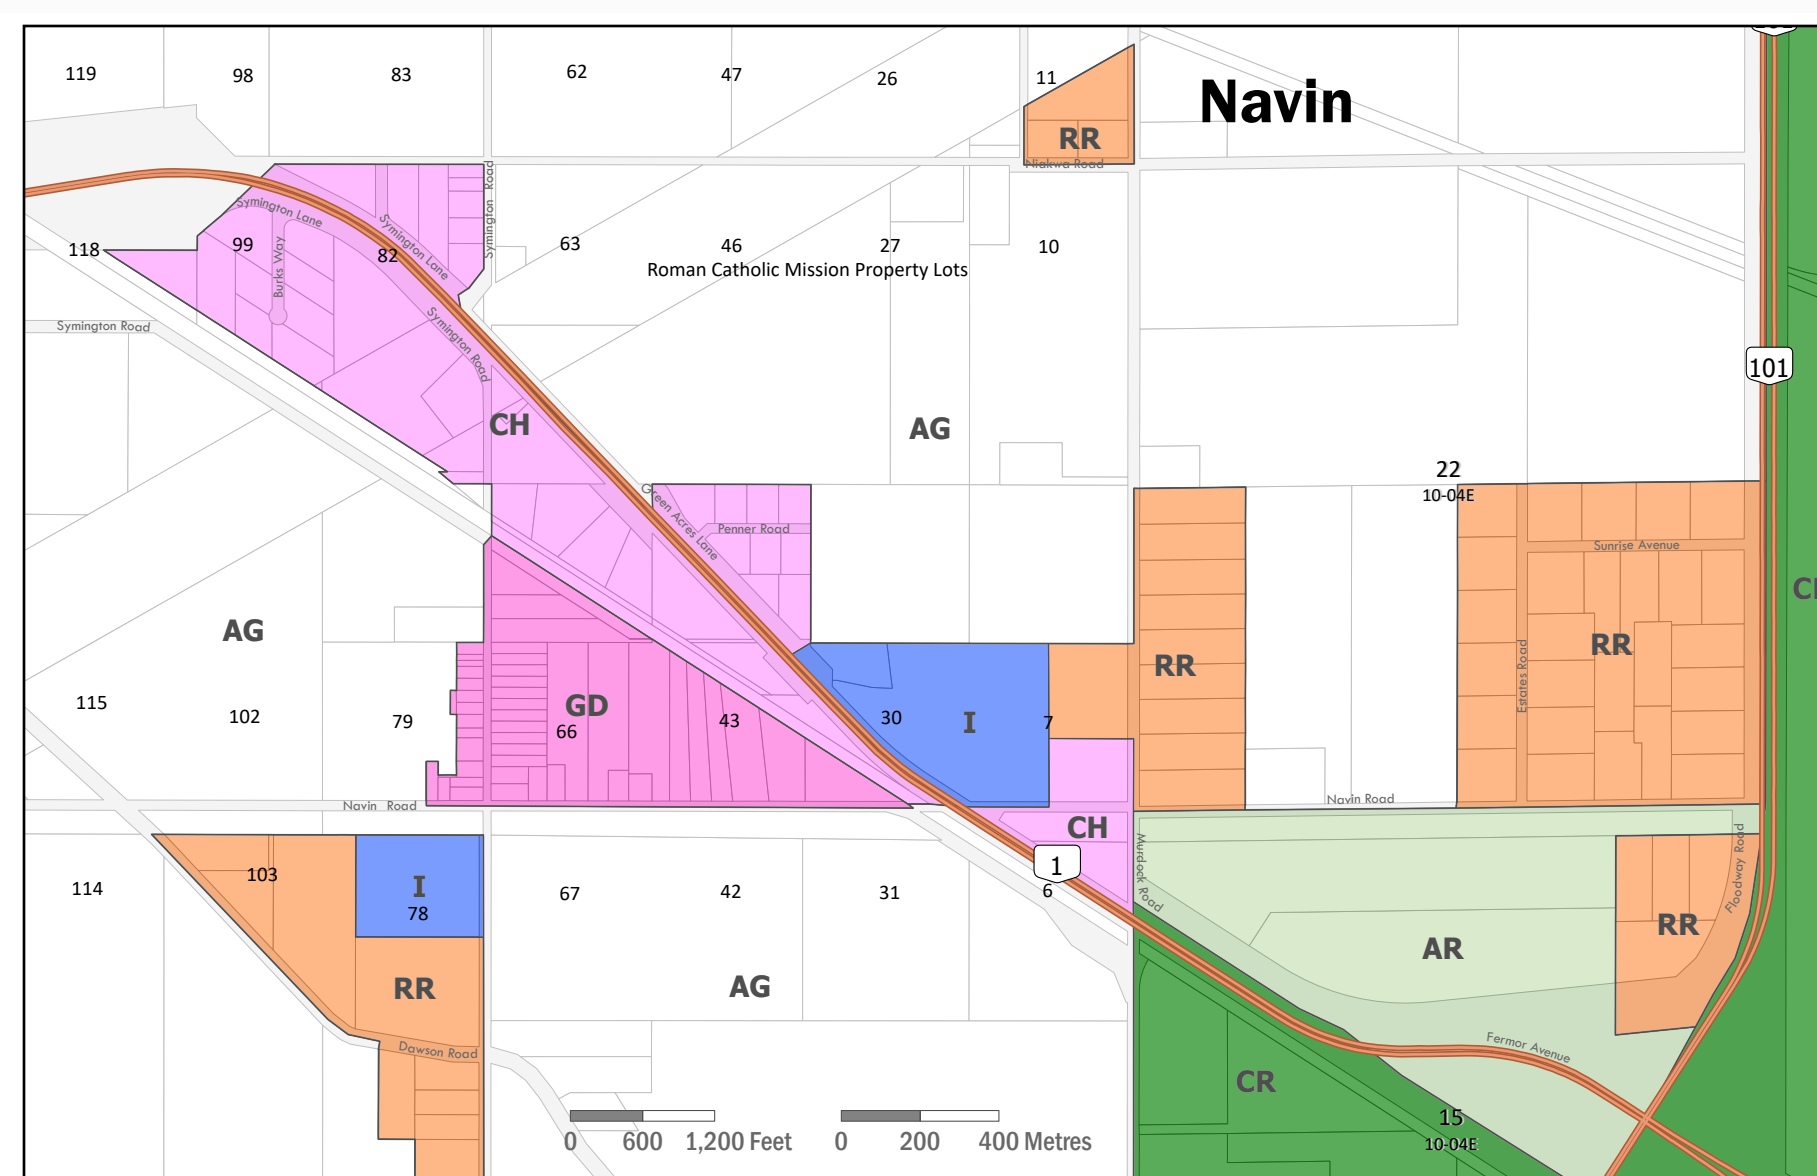 119
98
83
62
47
26
11
Navin
RR
Niakwa Road
Symington Road
Symington Lane
Symington Lane
118
99
Burks Way
82
63
46
27
10
Roman Catholic Mission Property Lots
Symington Road
Symington Road
101
CH
AG
22
10-04E
Green Acres Lane
Penner Road
Sunrise Avenue
AG
RR
RR
Estates Road
115
102
79
GD
66
43
30
I
7
Navin Road
Navin Road
CH
1
6
Murdock Road
Floodway Road
103
I
78
114
67
42
31
RR
AR
RR
AG
Dawson Road
Fermor Avenue
CR
15
10-04E
0 600 1,200 Feet
0 200 400 Metres